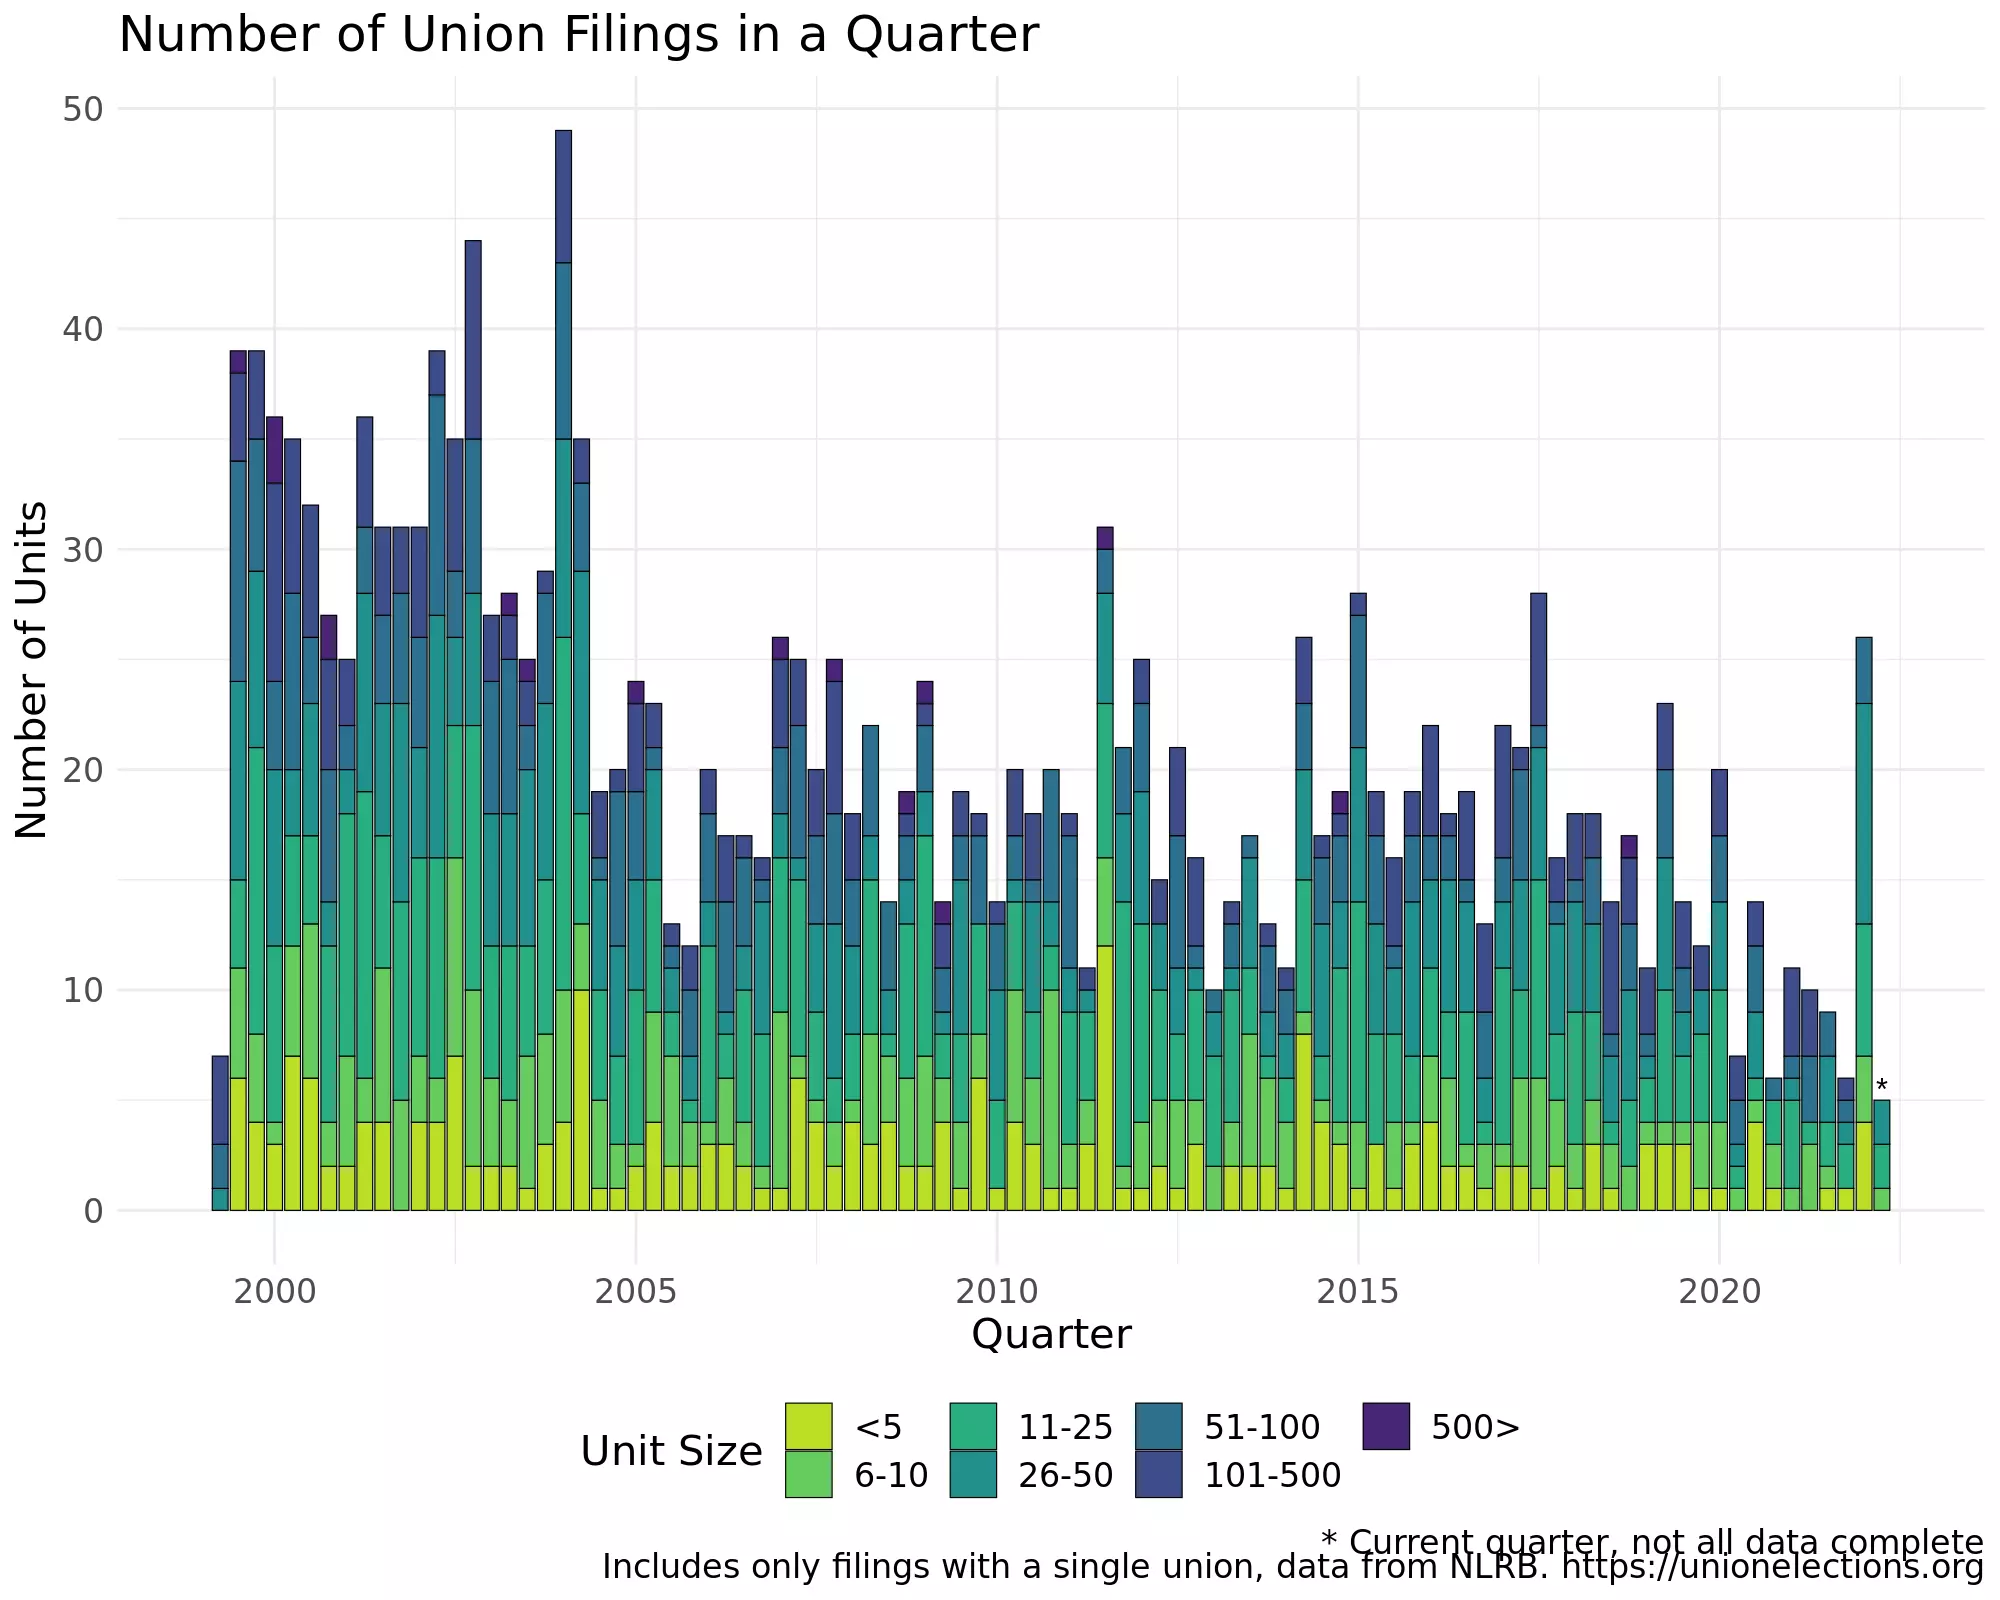 Number of Union Filings in a Quarter
50
40
30
20
10
0
Number of Units
*
2000 2005 2010 2015 2020
Quarter
Unit Size
<5 11-25 51-100 500>
6-10 26-50 101-500
* Current quarter, not all data complete
Includes only filings with a single union, data from NLRB. https://unionelections.org